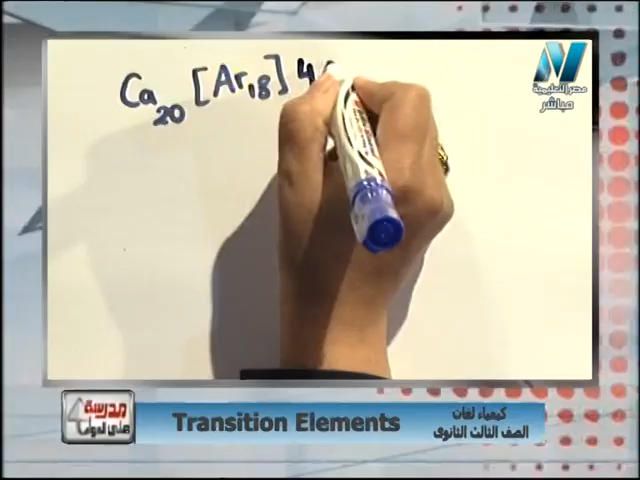 Ca20 [Ar18] 4
مصر التعليمية
مباشر
مدرسة
على الهواء
Transition Elements
كيمياء لغات
الصف الثالث الثانوى